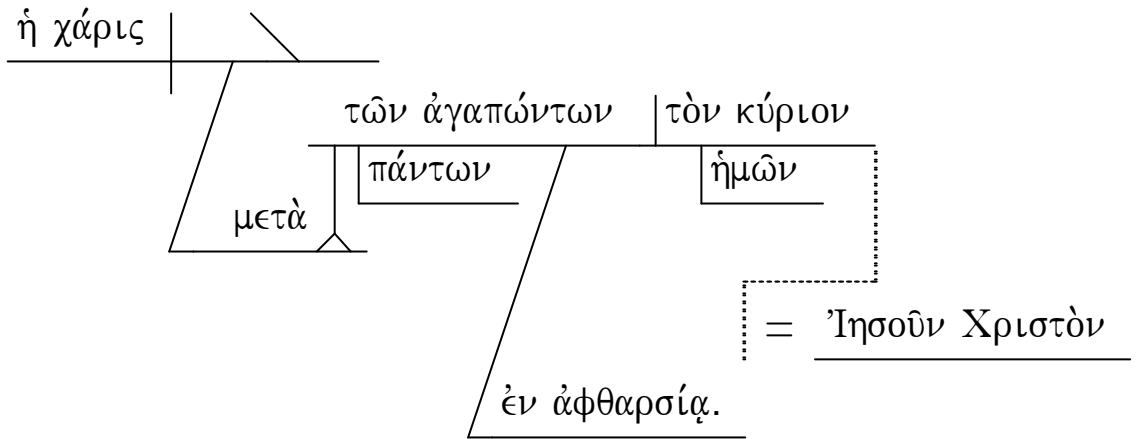 ἡ χάρις
τῶν ἀγαπώντων τὸν κύριον
πάντων ἡμῶν
μετὰ
= Ἰησοῦν Χριστὸν
ἐν ἀφθαρσίᾳ.